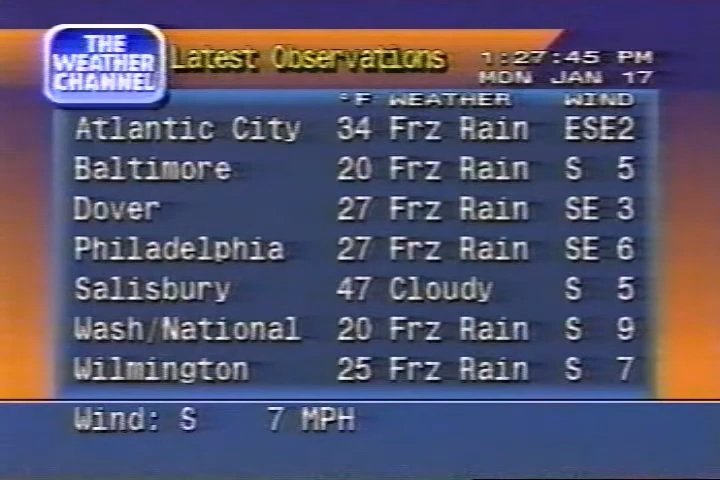 THE
WEATHER
CHANNEL
Latest Observations
1:27:45 PM
MON JAN 17
°F WEATHER WIND
Atlantic City 34 Frz Rain ESE2
Baltimore 20 Frz Rain S 5
Dover 27 Frz Rain SE 3
Philadelphia 27 Frz Rain SE 6
Salisbury 47 Cloudy S 5
Wash/National 20 Frz Rain S 9
Wilmington 25 Frz Rain S 7
Wind: S 7 MPH